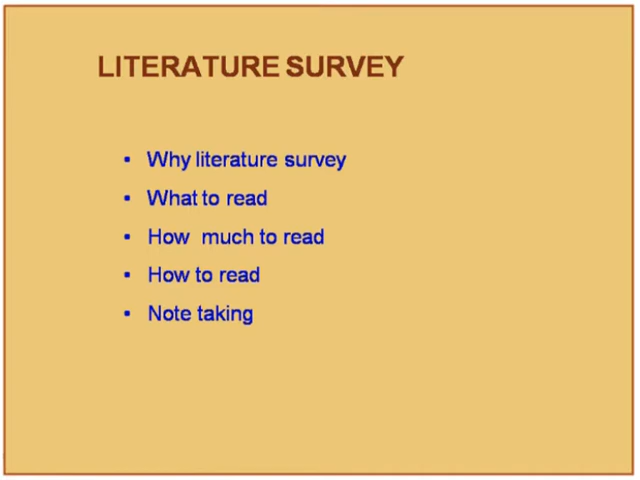 LITERATURE SURVEY
▪ Why literature survey
▪ What to read
▪ How much to read
▪ How to read
▪ Note taking